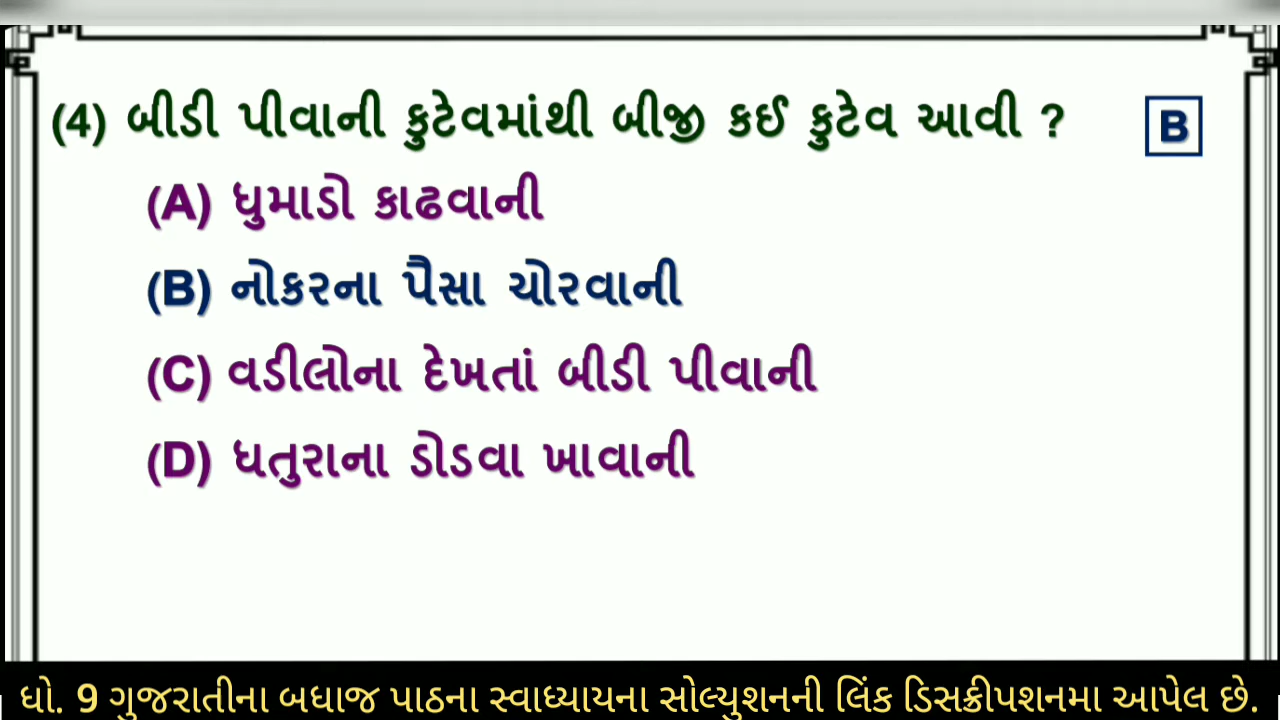 (4) બીડી પીવાની કુટેવમાંથી બીજી કઈ કુટેવ આવી ? B
(A) ધુમાડો કાઢવાની
(B) નોકરના પૈસા ચોરવાની
(C) વડીલોના દેખતાં બીડી પીવાની
(D) ધતુરાના ડોડવા ખાવાની
ધો. 9 ગુજરાતીના બધાજ પાઠના સ્વાધ્યાયના સોલ્યુશનની લિંક ડિસક્રીપશનમા આપેલ છે.